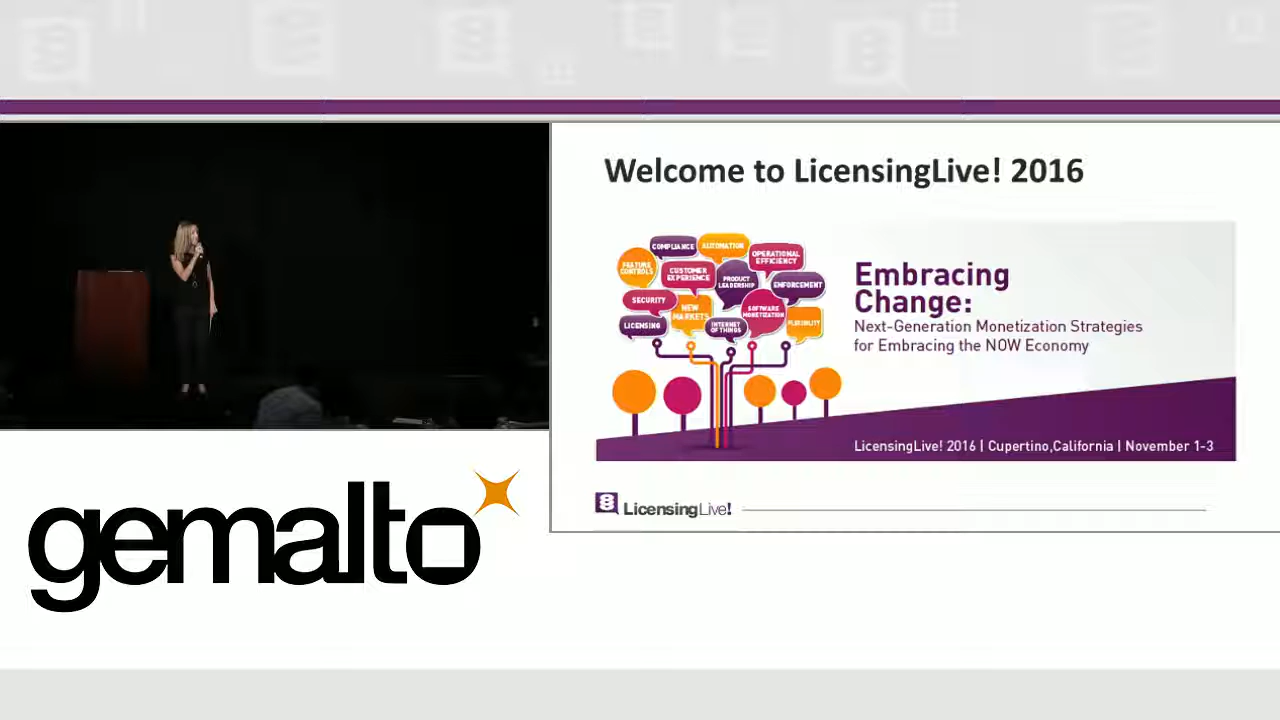 Welcome to LicensingLive! 2016
COMPLIANCE
AUTOMATION
OPERATIONAL
EFFICIENCY
FEATURE
CONTROLS
CUSTOMER
EXPERIENCE
PRODUCT
LEADERSHIP
ENFORCEMENT
SECURITY
NEW
MARKETS
SOFTWARE
MONETIZATION
LICENSING
INTERNET
OF THINGS
FLEXIBILITY
Embracing
Change:
Next-Generation Monetization Strategies
for Embracing the NOW Economy
LicensingLive! 2016 | Cupertino,California | November 1-3
LicensingLive!
gemalto